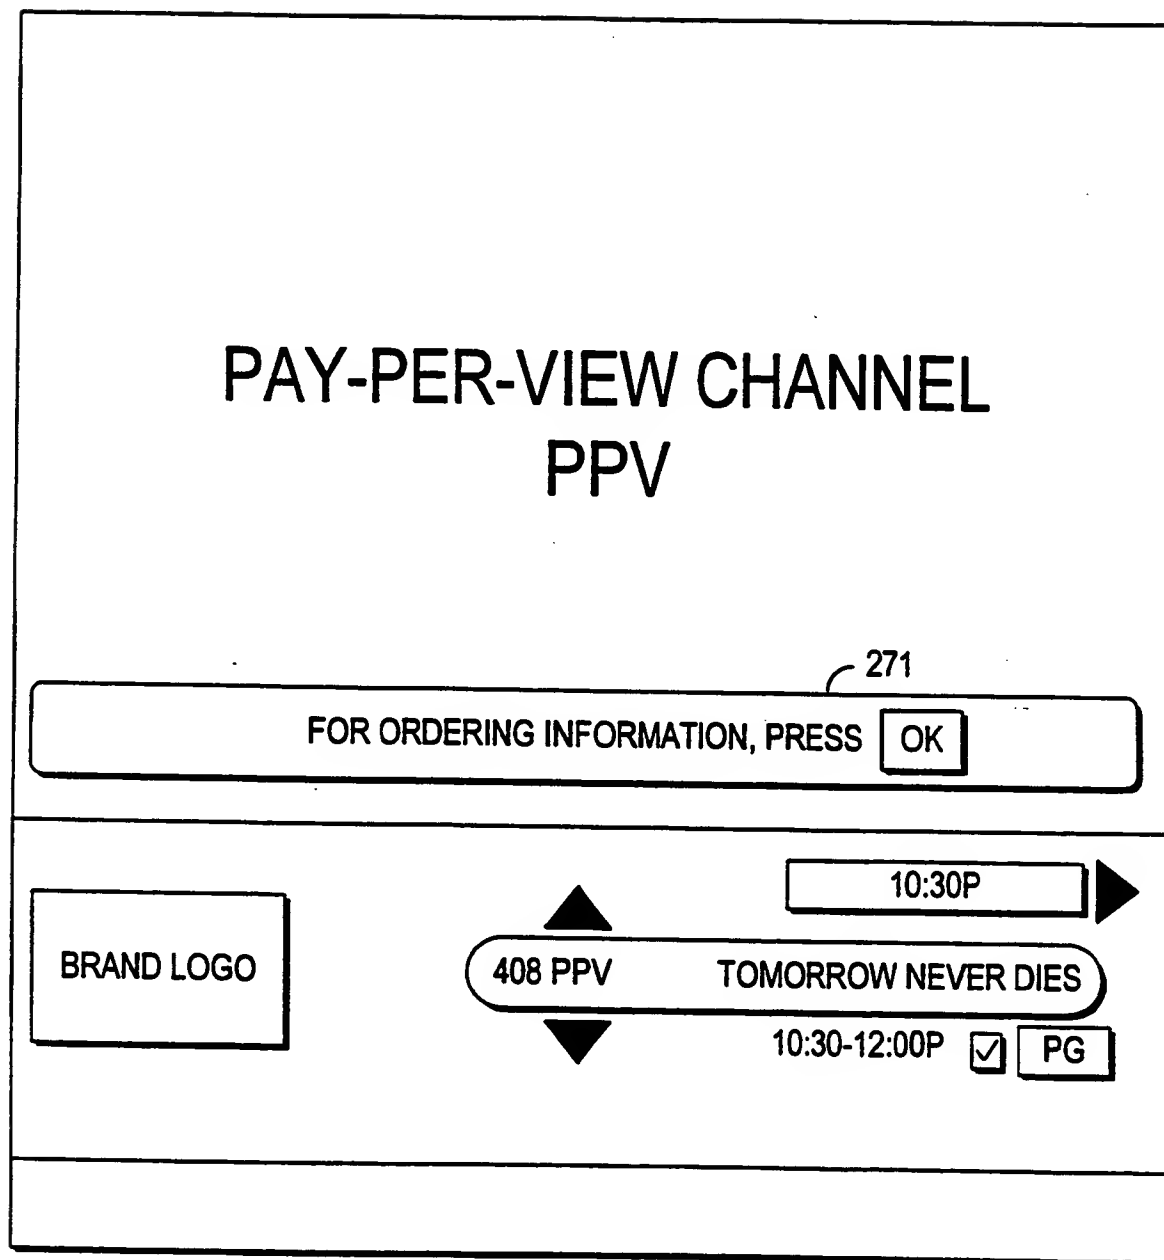 PAY-PER-VIEW CHANNEL
PPV
271
FOR ORDERING INFORMATION, PRESS OK
10:30P
BRAND LOGO
408 PPV TOMORROW NEVER DIES
10:30-12:00P PG